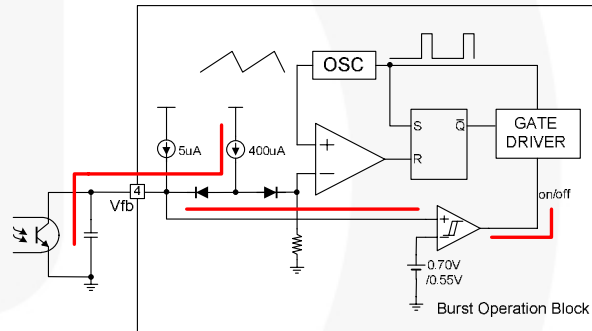 OSC
5uA
400uA
+
−
S
Q̅
R
GATE
DRIVER
4
Vfb
on/off
+
−
0.70V
/0.55V
Burst Operation Block